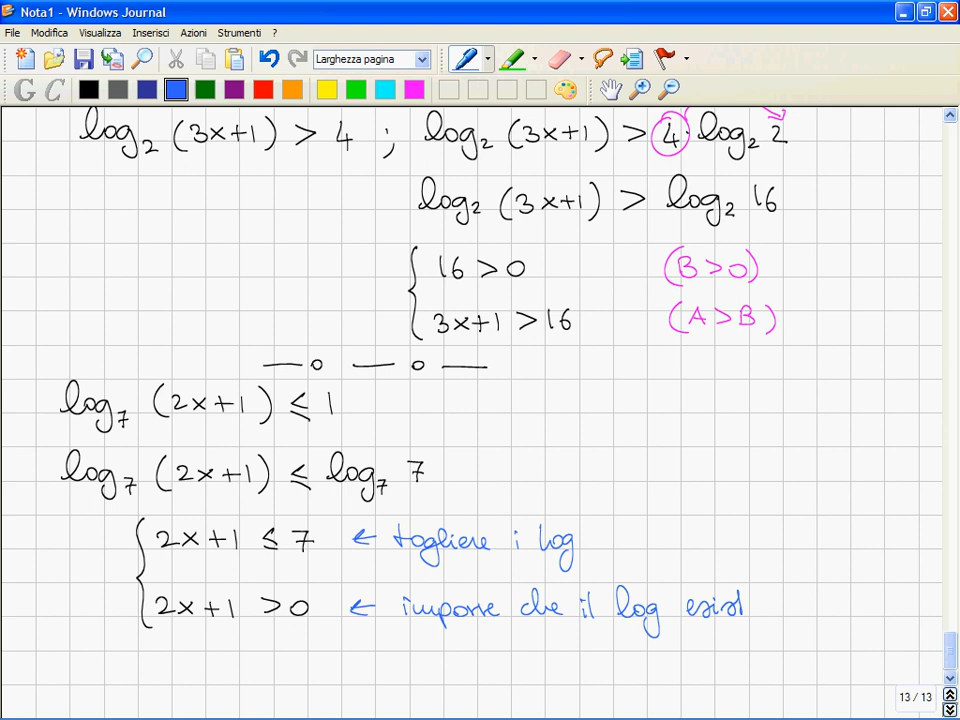 Nota1 - Windows Journal
File Modifica Visualizza Inserisci Azioni Strumenti ?
Larghezza pagina
G C
log₂ (3x+1) > 4 ; log₂ (3x+1) > 4·log₂ 2
log₂ (3x+1) > log₂ 16
16 > 0 (B > 0)
3x+1 > 16 (A > B)
— o — o —
log₇ (2x+1) ≤ 1
log₇ (2x+1) ≤ log₇ 7
2x+1 ≤ 7 ← togliere i log
2x+1 > 0 ← imporre che il log esist
13 / 13